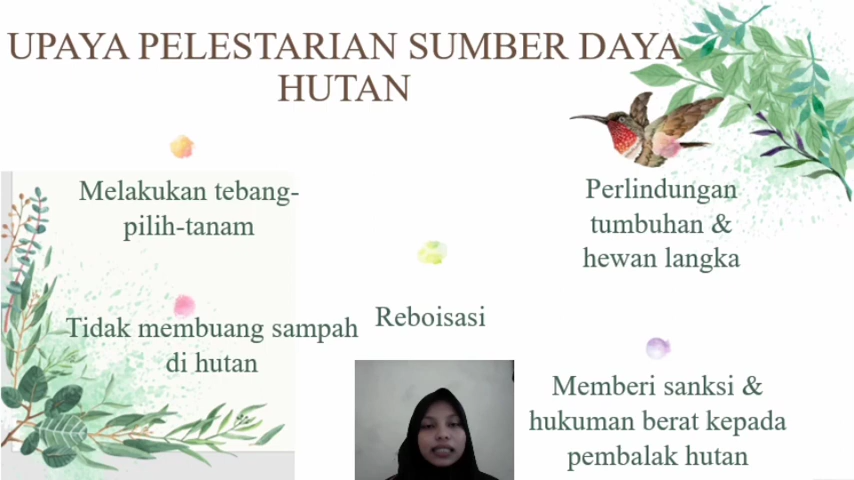 UPAYA PELESTARIAN SUMBER DAYA
HUTAN
Melakukan tebang-
pilih-tanam
Perlindungan
tumbuhan &
hewan langka
Tidak membuang sampah
di hutan
Reboisasi
Memberi sanksi &
hukuman berat kepada
pembalak hutan